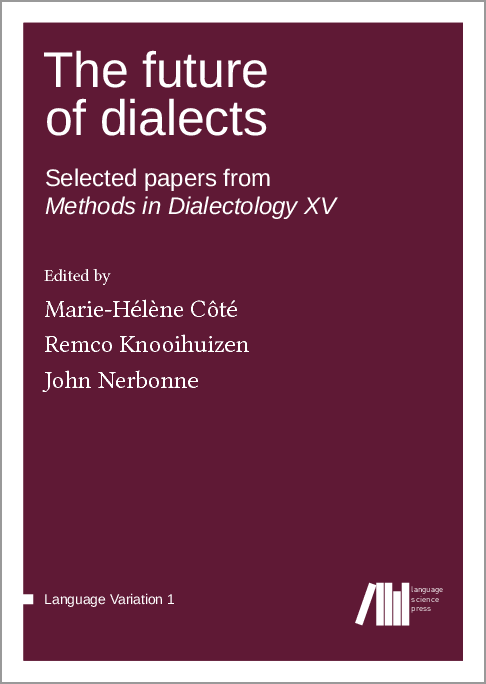 The future
of dialects
Selected papers from
Methods in Dialectology XV
Edited by
Marie-Hélène Côté
Remco Knooihuizen
John Nerbonne
Language Variation 1
language
science
press